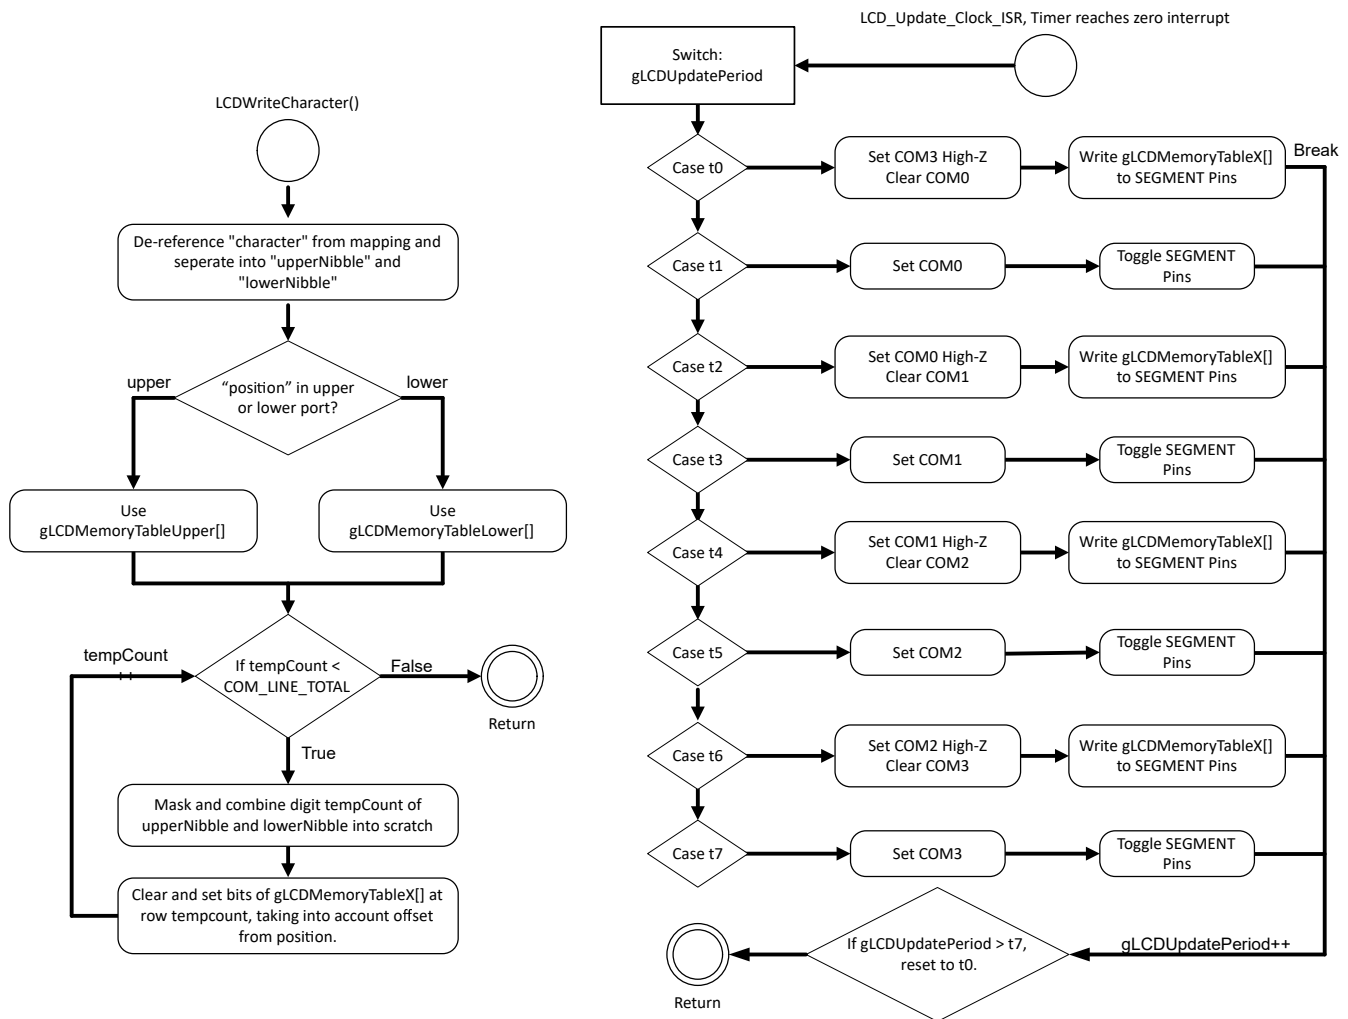 LCDWriteCharacter()
De-reference "character" from mapping and
seperate into "upperNibble" and
"lowerNibble"
upper
“position” in upper
or lower port?
lower
Use
gLCDMemoryTableUpper[]
Use
gLCDMemoryTableLower[]
tempCount
If tempCount <
COM_LINE_TOTAL
False
Return
True
Mask and combine digit tempCount of
upperNibble and lowerNibble into scratch
Clear and set bits of gLCDMemoryTableX[] at
row tempcount, taking into account offset
from position.
LCD_Update_Clock_ISR, Timer reaches zero interrupt
Switch:
gLCDUpdatePeriod
Case t0
Set COM3 High-Z
Clear COM0
Write gLCDMemoryTableX[]
to SEGMENT Pins
Break
Case t1
Set COM0
Toggle SEGMENT
Pins
Case t2
Set COM0 High-Z
Clear COM1
Write gLCDMemoryTableX[]
to SEGMENT Pins
Case t3
Set COM1
Toggle SEGMENT
Pins
Case t4
Set COM1 High-Z
Clear COM2
Write gLCDMemoryTableX[]
to SEGMENT Pins
Case t5
Set COM2
Toggle SEGMENT
Pins
Case t6
Set COM2 High-Z
Clear COM3
Write gLCDMemoryTableX[]
to SEGMENT Pins
Case t7
Set COM3
Toggle SEGMENT
Pins
gLCDUpdatePeriod++
If gLCDUpdatePeriod > t7,
reset to t0.
Return